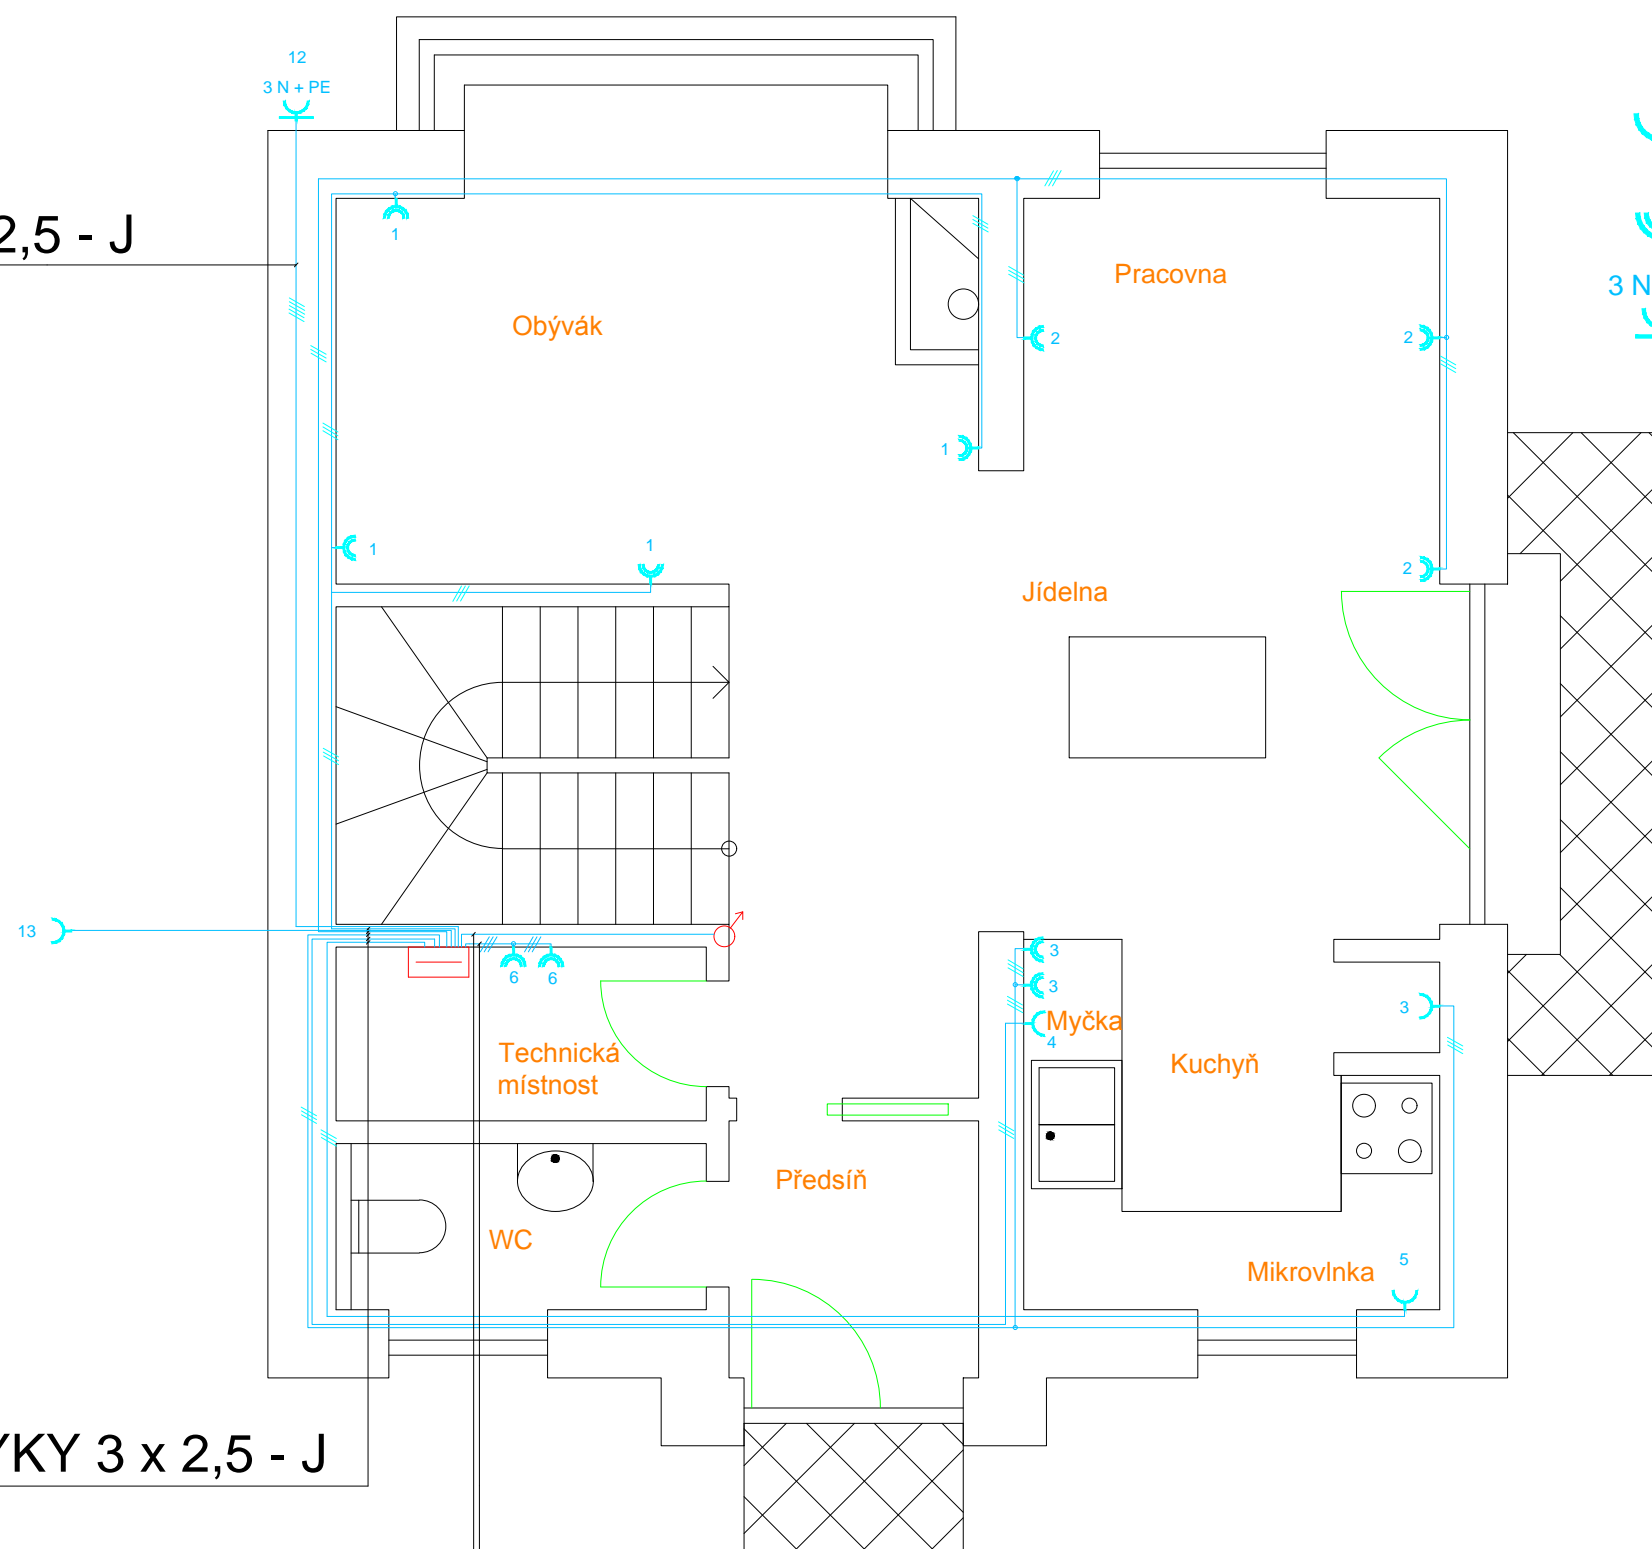 12
3 N + PE
2,5 - J
1
3 N
Pracovna
Obývák
2
2
1
1
1
2
Jídelna
13
3
6
6
3
3
Myčka
4
Technická
místnost
Kuchyň
Předsíň
WC
5
Mikrovlnka
YKY 3 x 2,5 - J